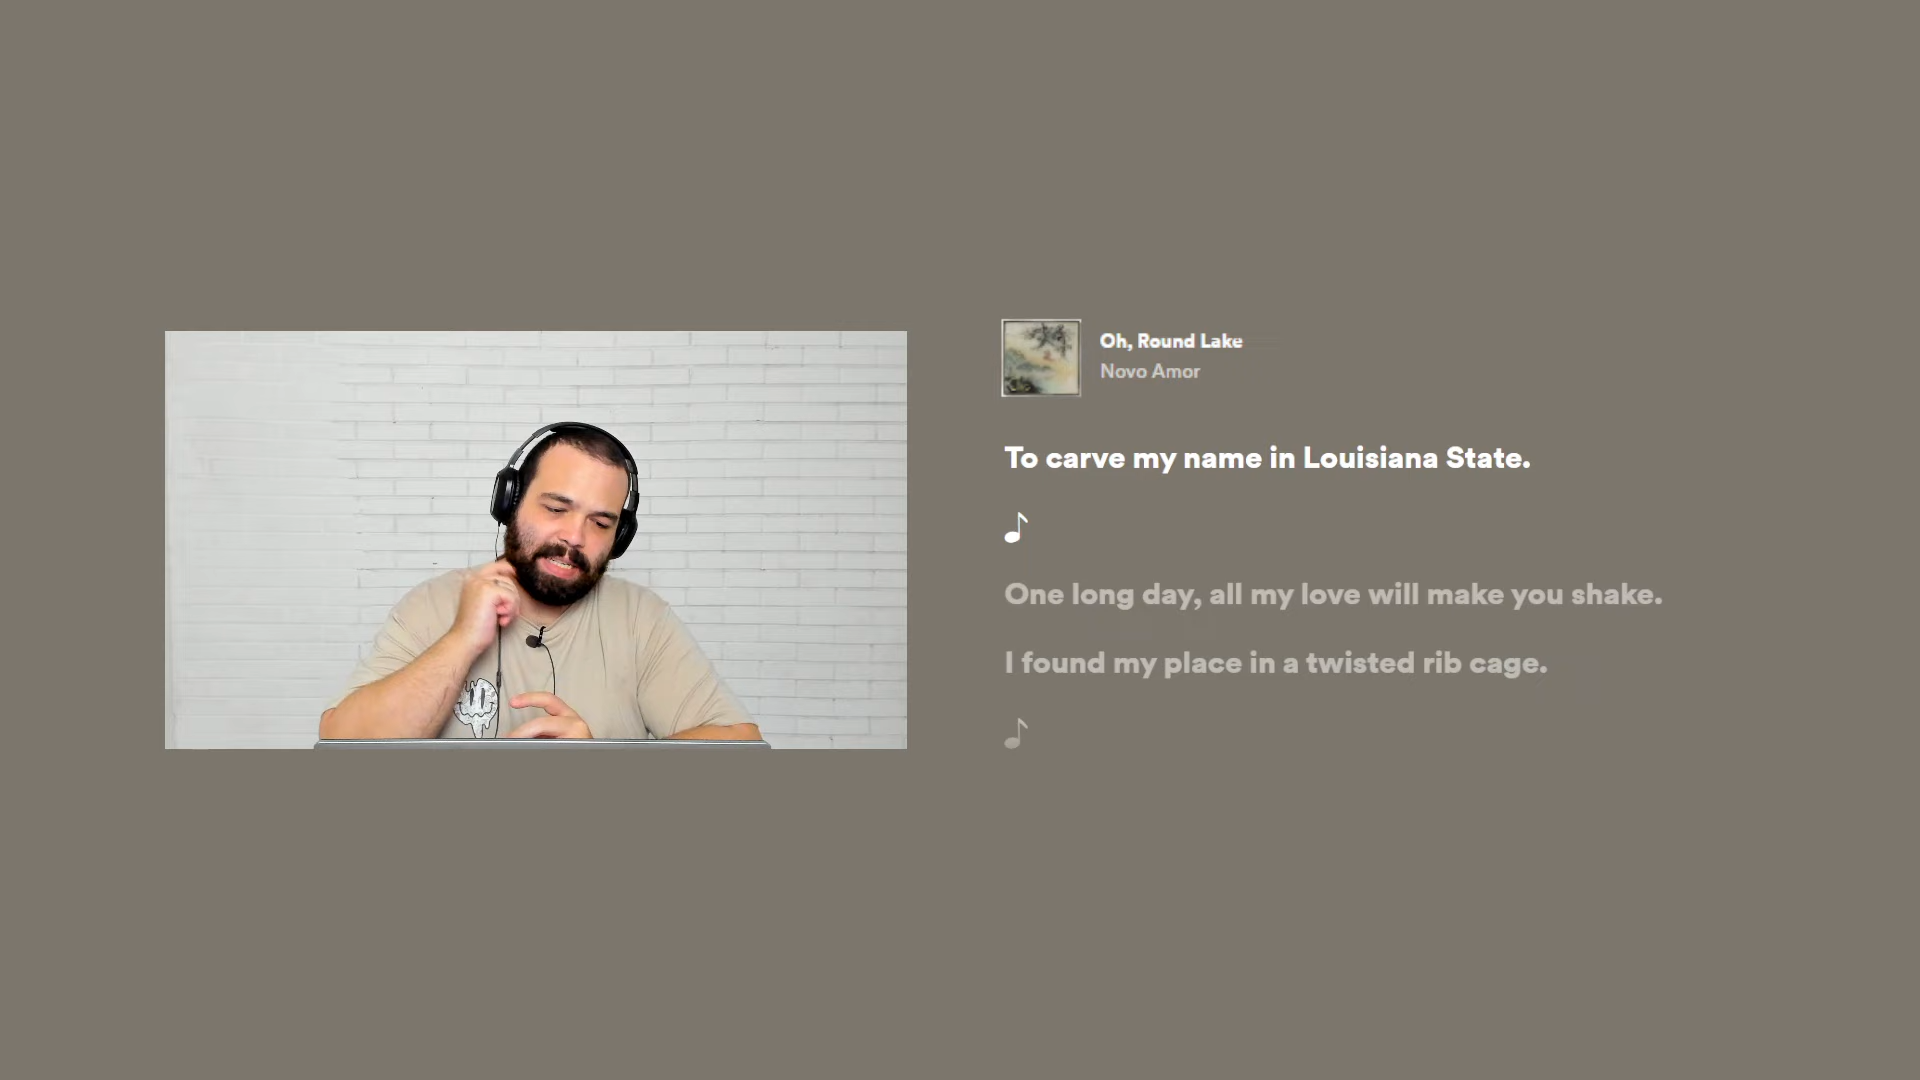 Oh, Round Lake
Novo Amor
To carve my name in Louisiana State.
♪
One long day, all my love will make you shake.
I found my place in a twisted rib cage.
♪